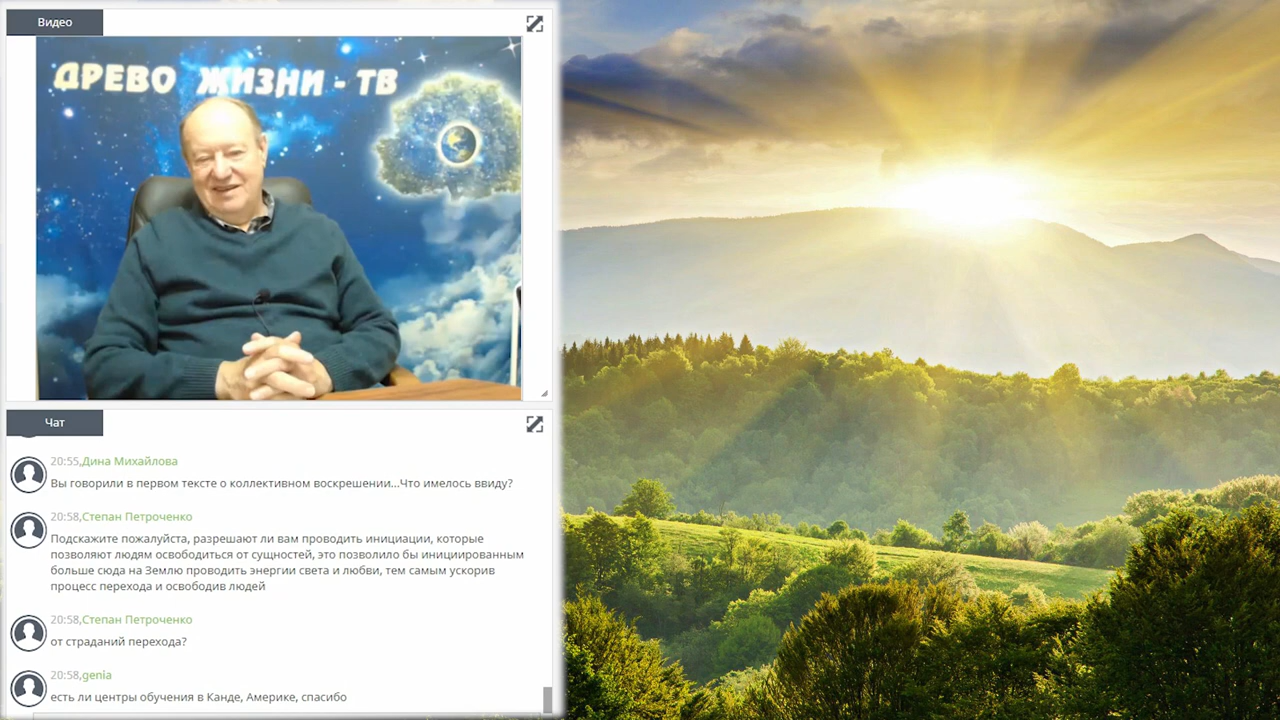 Видео
ДРЕВО ЖИЗНИ - ТВ
Чат
20:55,Дина Михайлова
Вы говорили в первом тексте о коллективном воскрешении...Что имелось ввиду?
20:58,Степан Петроченко
Подскажите пожалуйста, разрешают ли вам проводить инициации, которые
позволяют людям освободиться от сущностей, это позволило бы инициированным
больше сюда на Землю проводить энергии света и любви, тем самым ускорив
процесс перехода и освободив людей
20:58,Степан Петроченко
от страданий перехода?
20:58,genia
есть ли центры обучения в Канде, Америке, спасибо